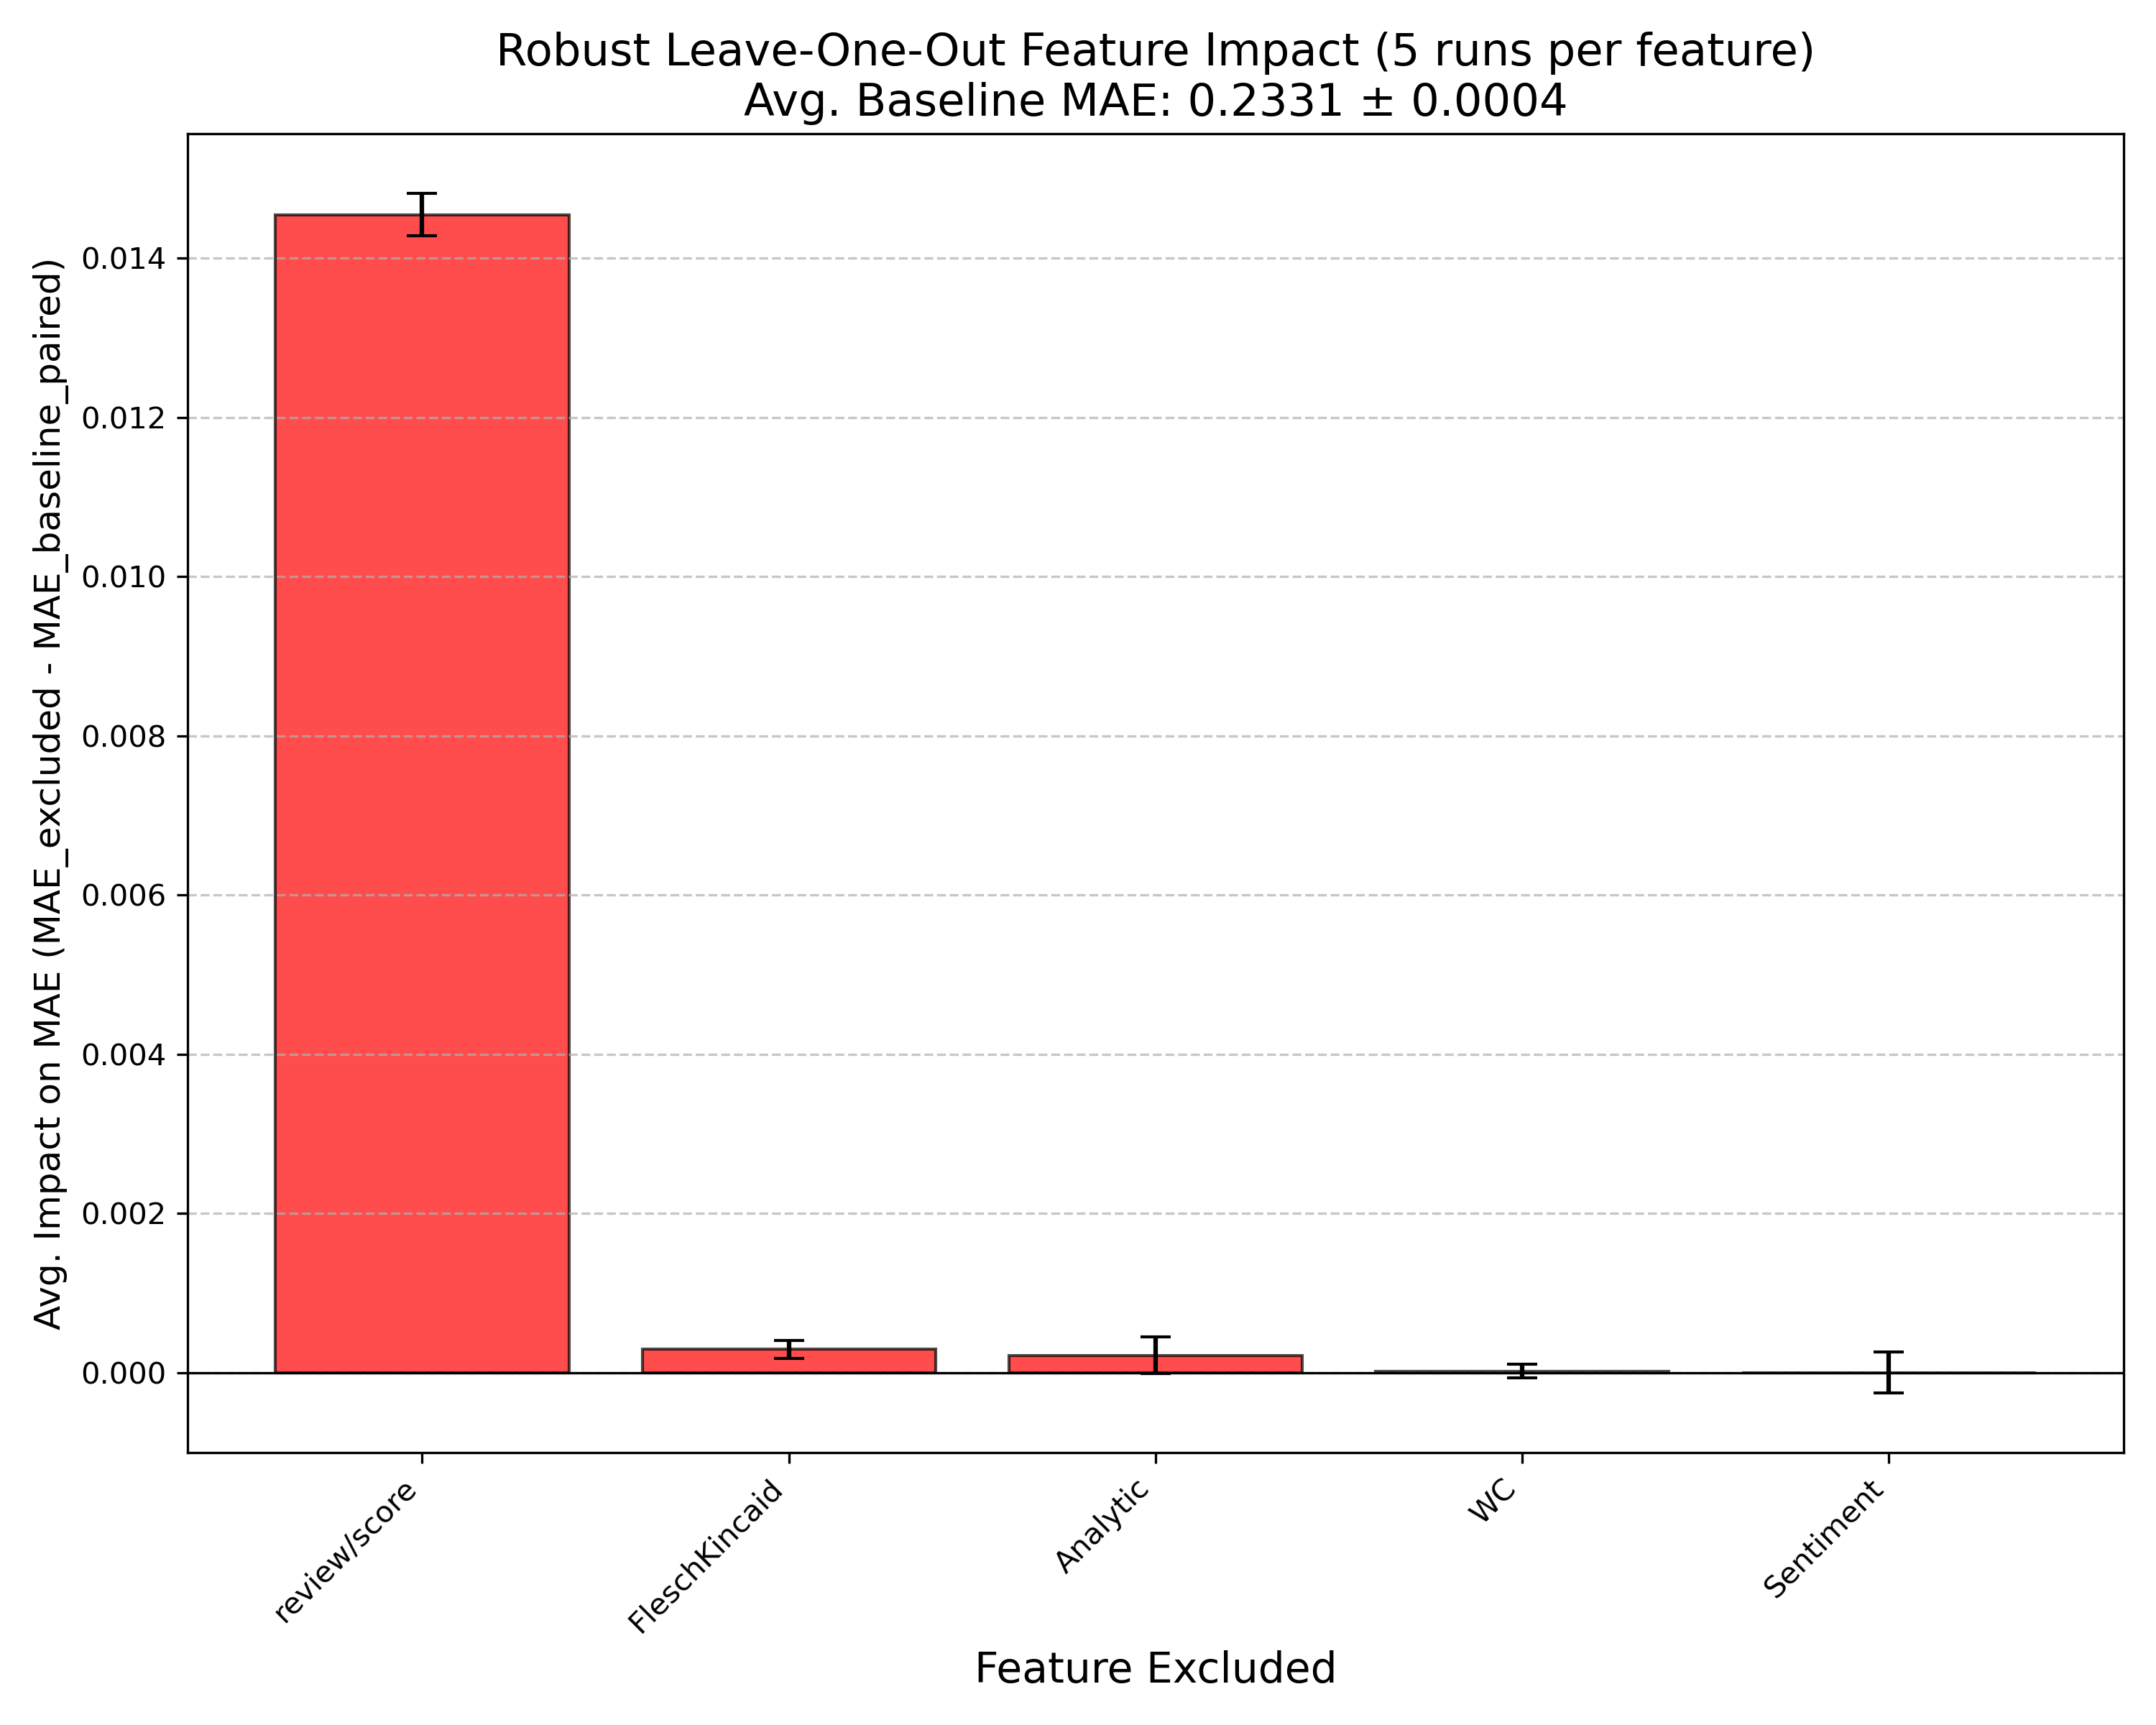 Robust Leave-One-Out Feature Impact (5 runs per feature)
Avg. Baseline MAE: 0.2331 ± 0.0004
Avg. Impact on MAE (MAE_excluded - MAE_baseline_paired)
0.014
0.012
0.010
0.008
0.006
0.004
0.002
0.000
review/score
FleschKincaid
Analytic
WC
Sentiment
Feature Excluded